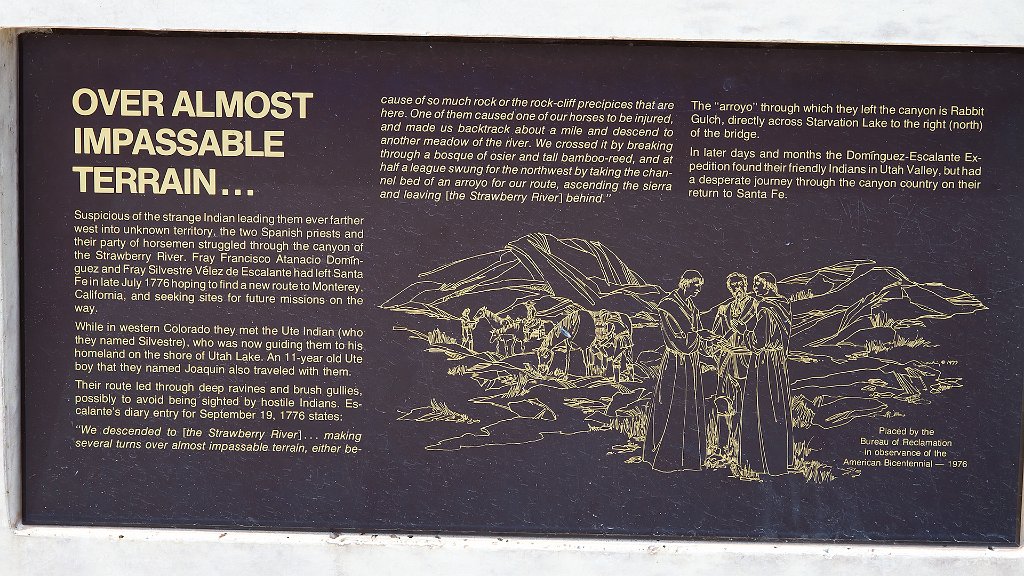 OVER ALMOST
IMPASSABLE
TERRAIN...
Suspicious of the strange Indian leading them ever farther
west into unknown territory, the two Spanish priests and
their party of horsemen struggled through the canyon of
the Strawberry River. Fray Francisco Atanacio Domín-
guez and Fray Silvestre Vélez de Escalante had left Santa
Fe in late July 1776 hoping to find a new route to Monterey,
California, and seeking sites for future missions on the
way.
While in western Colorado they met the Ute Indian (who
they named Silvestre), who was now guiding them to his
homeland on the shore of Utah Lake. An 11-year old Ute
boy that they named Joaquin also traveled with them.
Their route led through deep ravines and brush gullies,
possibly to avoid being sighted by hostile Indians. Es-
calante's diary entry for September 19, 1776 states:
"We descended to [the Strawberry River]... making
several turns over almost impassable terrain, either be-
cause of so much rock or the rock-cliff precipices that are
here. One of them caused one of our horses to be injured,
and made us backtrack about a mile and descend to
another meadow of the river. We crossed it by breaking
through a bosque of osier and tall bamboo-reed, and at
half a league swung for the northwest by taking the chan-
nel bed of an arroyo for our route, ascending the sierra
and leaving [the Strawberry River] behind."
The "arroyo" through which they left the canyon is Rabbit
Gulch, directly across Starvation Lake to the right (north)
of the bridge.
In later days and months the Domínguez-Escalante Ex-
pedition found their friendly Indians in Utah Valley, but had
a desperate journey through the canyon country on their
return to Santa Fe.
© 1977
Placed by the
Bureau of Reclamation
in observance of the
American Bicentennial — 1976